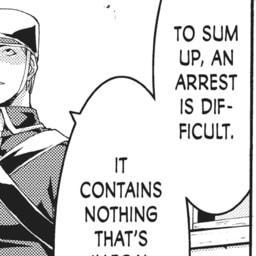 TO SUM
UP, AN
ARREST
IS DIF-
FICULT.
IT
CONTAINS
NOTHING
THAT'S